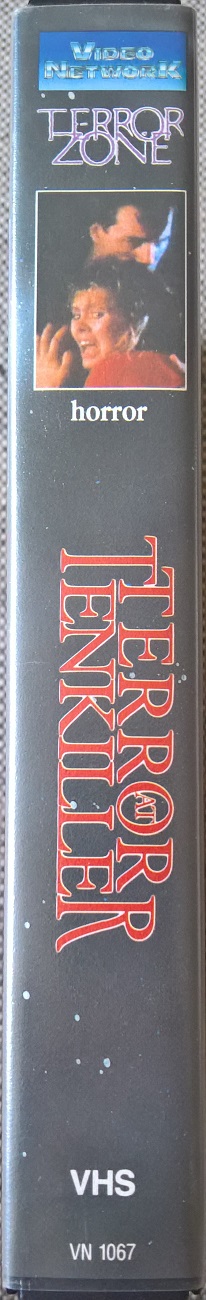 VIDEO
NETWORK
TERROR
ZONE
horror
TERROR
AT
TENKILLER
VHS
VN 1067